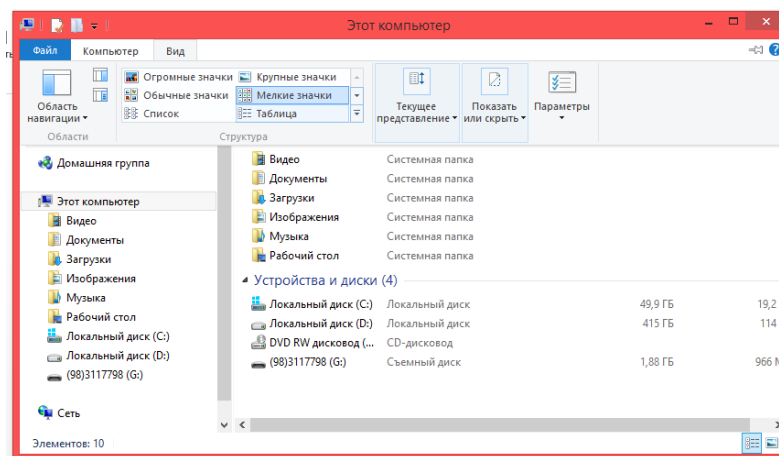 Этот компьютер
Файл Компьютер Вид
Огромные значки Крупные значки
Обычные значки Мелкие значки
Список Таблица
Область навигации
Текущее представление
Показать или скрыть
Параметры
Области Структура
Домашняя группа
Этот компьютер
Видео
Документы
Загрузки
Изображения
Музыка
Рабочий стол
Локальный диск (C:)
Локальный диск (D:)
(98)3117798 (G:)
Сеть
Видео Системная папка
Документы Системная папка
Загрузки Системная папка
Изображения Системная папка
Музыка Системная папка
Рабочий стол Системная папка
Устройства и диски (4)
Локальный диск (C:) Локальный диск 49,9 ГБ 19,2
Локальный диск (D:) Локальный диск 415 ГБ 114
DVD RW дисковод (... CD-дисковод
(98)3117798 (G:) Съемный диск 1,88 ГБ 966
Элементов: 10